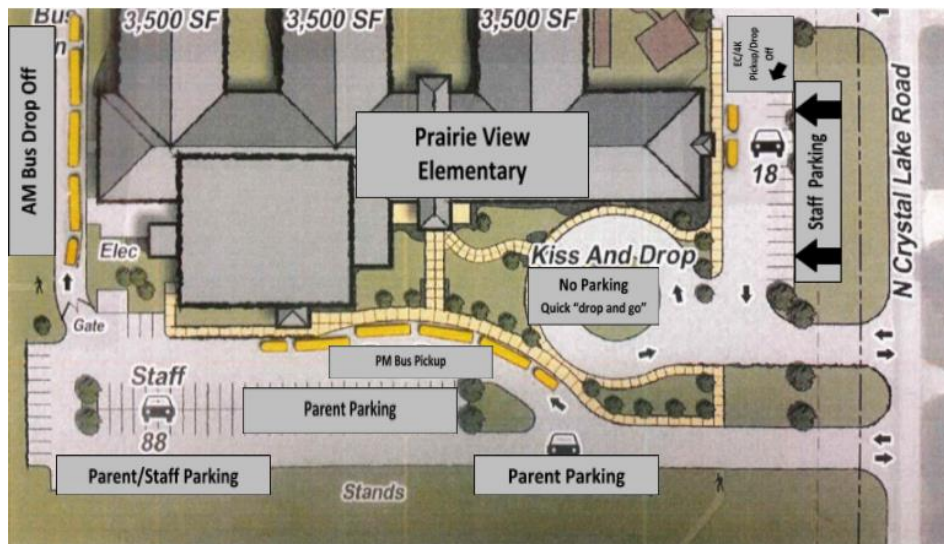 Bus
3,500 SF
3,500 SF
3,500 SF
EC/4K
Pickup/Drop
Off
AM Bus Drop Off
Prairie View
Elementary
18
Staff Parking
N Crystal Lake Road
Elec
Kiss And Drop
No Parking
Quick "drop and go"
Gate
PM Bus Pickup
Staff
Parent Parking
88
Parent/Staff Parking
Parent Parking
Stands